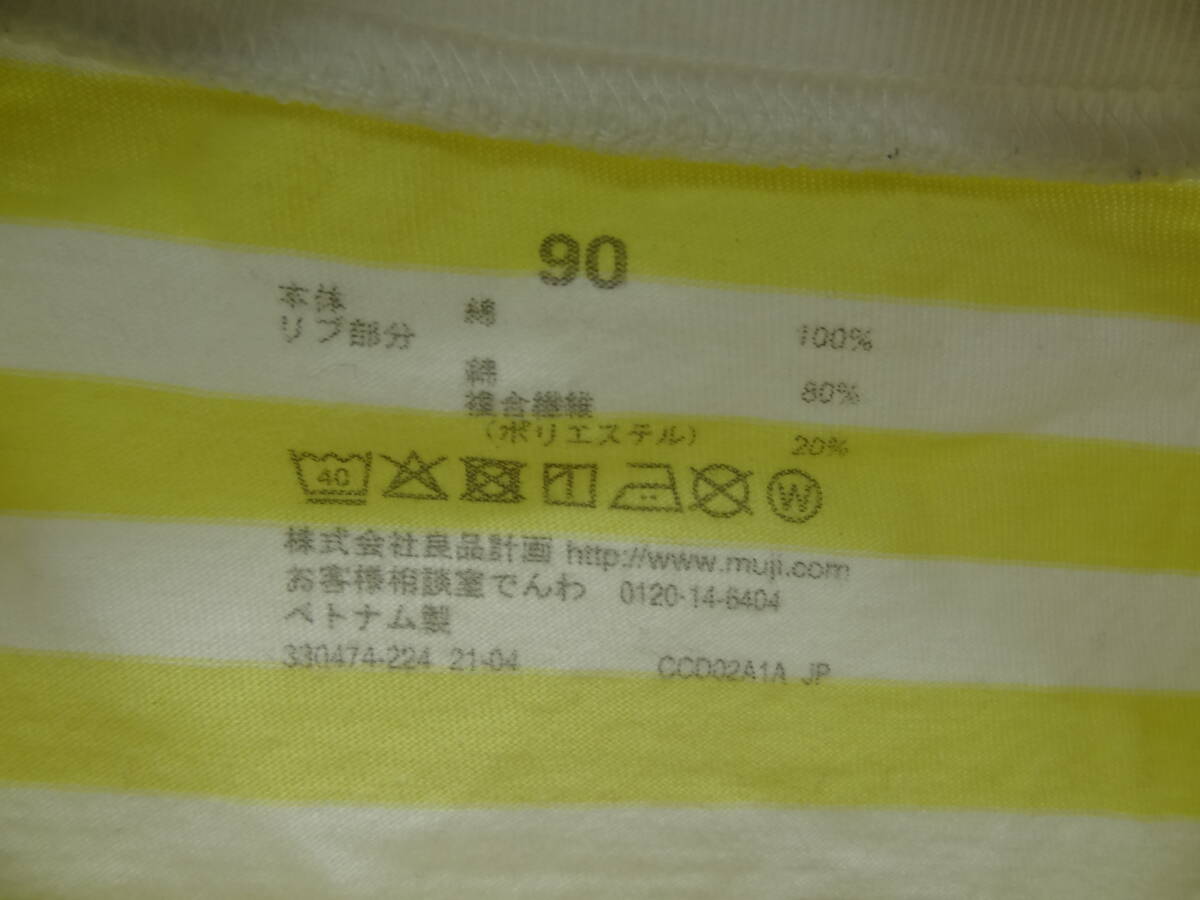 90
本体 綿 100%
リブ部分
綿 80%
複合繊維
(ポリエステル) 20%
40
W
株式会社良品計画 http://www.muji.com
お客様相談室でんわ 0120-14-6404
ベトナム製
330474-224 21-04 CCD02A1A JP